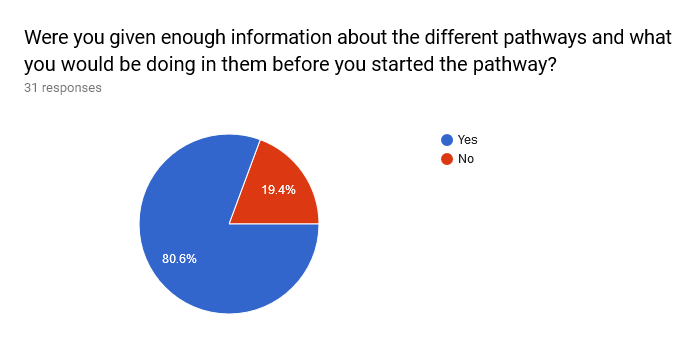 Were you given enough information about the different pathways and what
you would be doing in them before you started the pathway?
31 responses
Yes
No
19.4%
80.6%